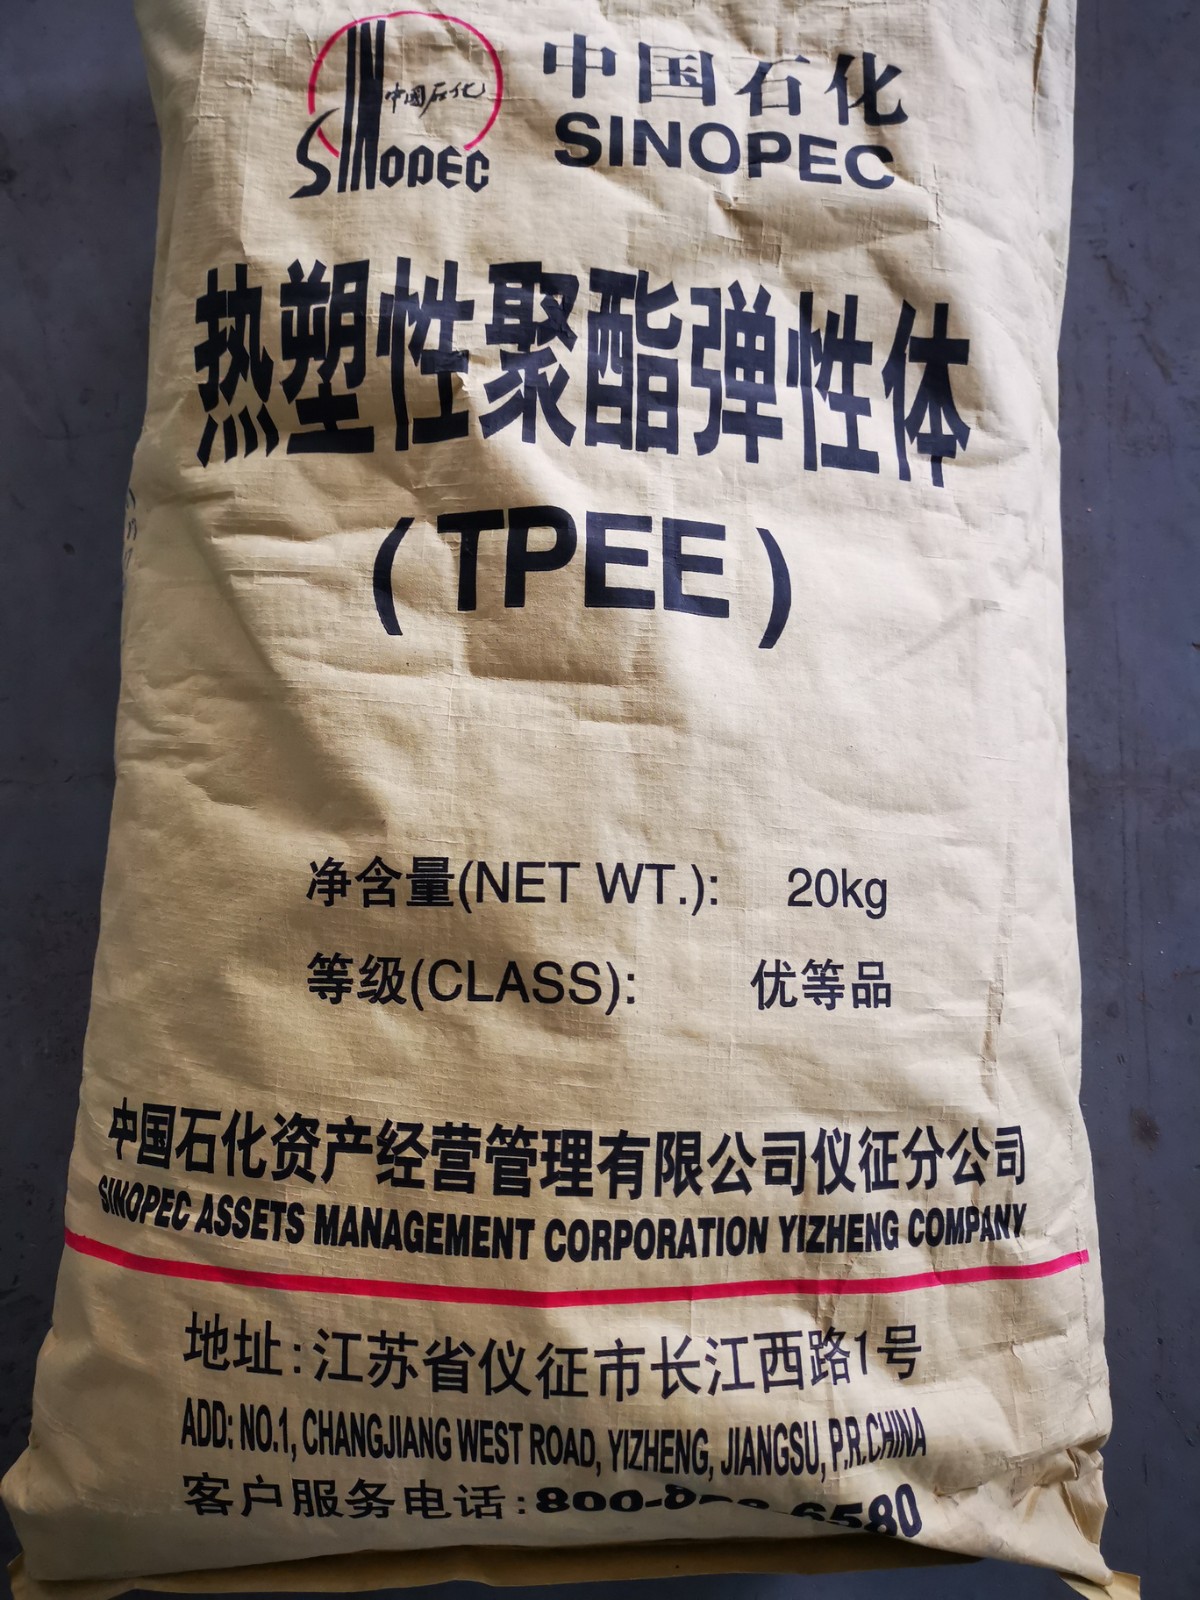 中国石化
SINOPEC
中国石化
SINOPEC
热塑性聚酯弹性体
(TPEE)
净含量(NET WT.): 20kg
等级(CLASS): 优等品
中国石化资产经营管理有限公司仪征分公司
SINOPEC ASSETS MANAGEMENT CORPORATION YIZHENG COMPANY
地址:江苏省仪征市长江西路1号
ADD: NO.1, CHANGJIANG WEST ROAD, YIZHENG, JIANGSU, P.R.CHINA
客户服务电话:800-